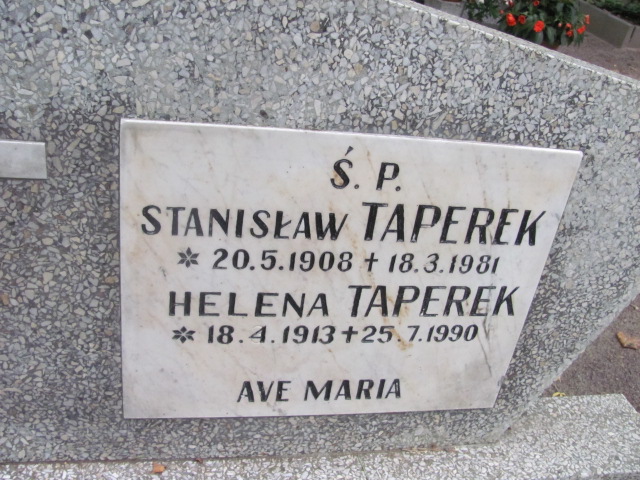 Ś. P.
STANISŁAW TAPEREK
* 20.5.1908 + 18.3.1981
HELENA TAPEREK
* 18.4.1913 + 25.7.1990
AVE MARIA